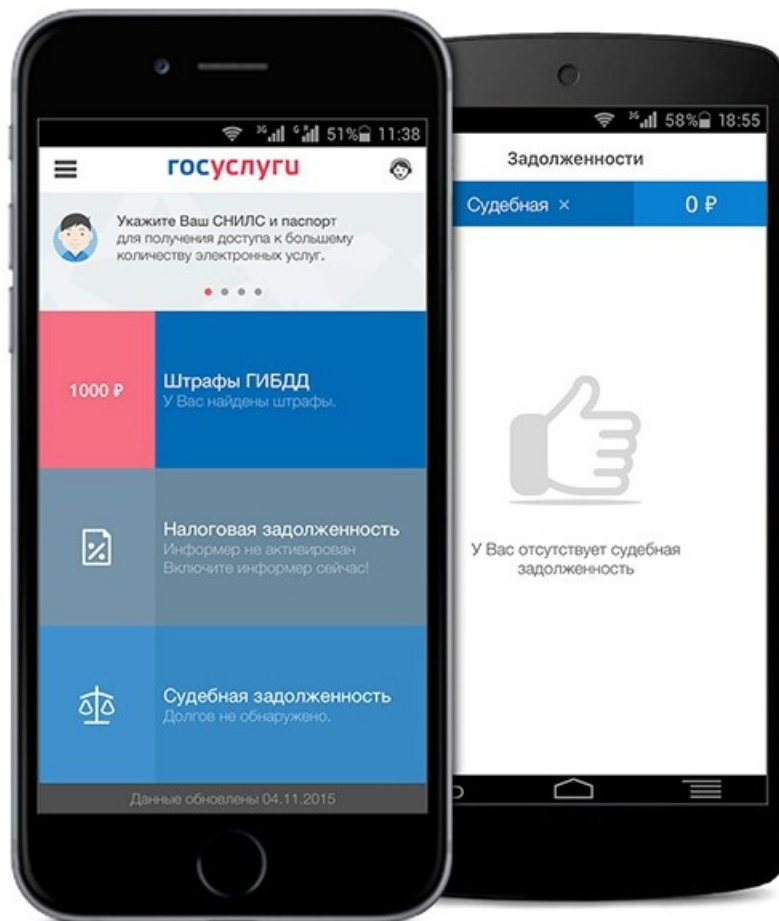 3G 51% 11:38
госуслуги
Укажите Ваш СНИЛС и паспорт
для получения доступа к большему
количеству электронных услуг.
1000 ₽
Штрафы ГИБДД
У Вас найдены штрафы.
Налоговая задолженность
Информер не активирован
Включите информер сейчас!
Судебная задолженность
Долгов не обнаружено.
Данные обновлены 04.11.2015
3G 58% 18:55
Задолженности
Судебная × 0 ₽
У Вас отсутствует судебная
задолженность